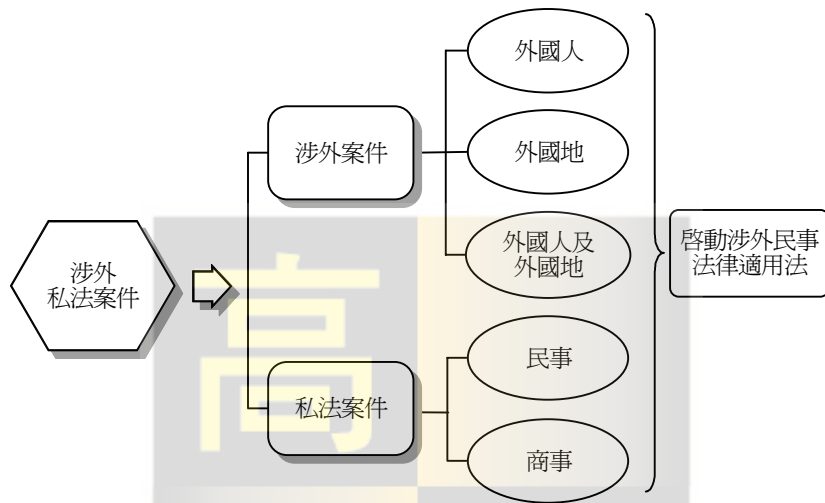 涉外
私法案件
涉外案件
外國人
外國地
外國人及
外國地
私法案件
民事
商事
啓動涉外民事
法律適用法
高